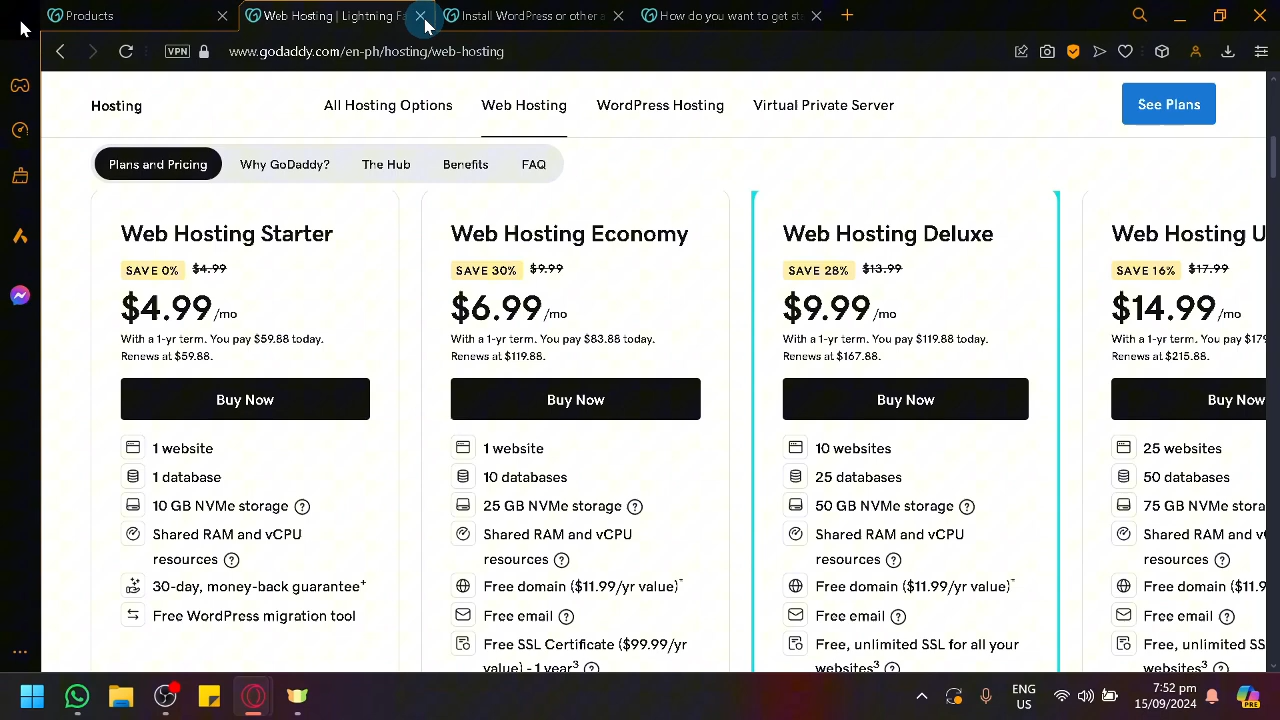 Products
Web Hosting | Lightning Fa
Install WordPress or other a
How do you want to get st
VPN
www.godaddy.com/en-ph/hosting/web-hosting
Hosting
All Hosting Options
Web Hosting
WordPress Hosting
Virtual Private Server
See Plans
Plans and Pricing
Why GoDaddy?
The Hub
Benefits
FAQ
Web Hosting Starter
SAVE 0% $4.99
$4.99/mo
With a 1-yr term. You pay $59.88 today.
Renews at $59.88.
Buy Now
1 website
1 database
10 GB NVMe storage
Shared RAM and vCPU
resources
30-day, money-back guarantee+
Free WordPress migration tool
Web Hosting Economy
SAVE 30% $9.99
$6.99/mo
With a 1-yr term. You pay $83.88 today.
Renews at $119.88.
Buy Now
1 website
10 databases
25 GB NVMe storage
Shared RAM and vCPU
resources
Free domain ($11.99/yr value)~
Free email
Free SSL Certificate ($99.99/yr
value) - 1 year³
Web Hosting Deluxe
SAVE 28% $13.99
$9.99/mo
With a 1-yr term. You pay $119.88 today.
Renews at $167.88.
Buy Now
10 websites
25 databases
50 GB NVMe storage
Shared RAM and vCPU
resources
Free domain ($11.99/yr value)~
Free email
Free, unlimited SSL for all your
websites³
Web Hosting U
SAVE 16% $17.99
$14.99/mo
With a 1-yr term. You pay $179
Renews at $215.88.
Buy Now
25 websites
50 databases
75 GB NVMe stora
Shared RAM and v
resources
Free domain ($11.9
Free email
Free, unlimited SS
websites³
ENG
US
7:52 pm
15/09/2024
PRE